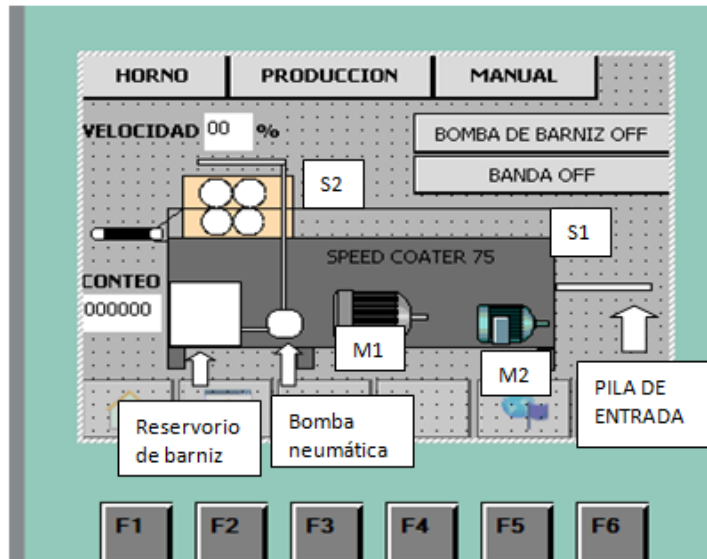 HORNO
PRODUCCION
MANUAL
VELOCIDAD 00 %
BOMBA DE BARNIZ OFF
BANDA OFF
S2
S1
SPEED COATER 75
CONTEO
000000
M1
M2
PILA DE
ENTRADA
Reservorio
de barniz
Bomba
neumática
F1
F2
F3
F4
F5
F6